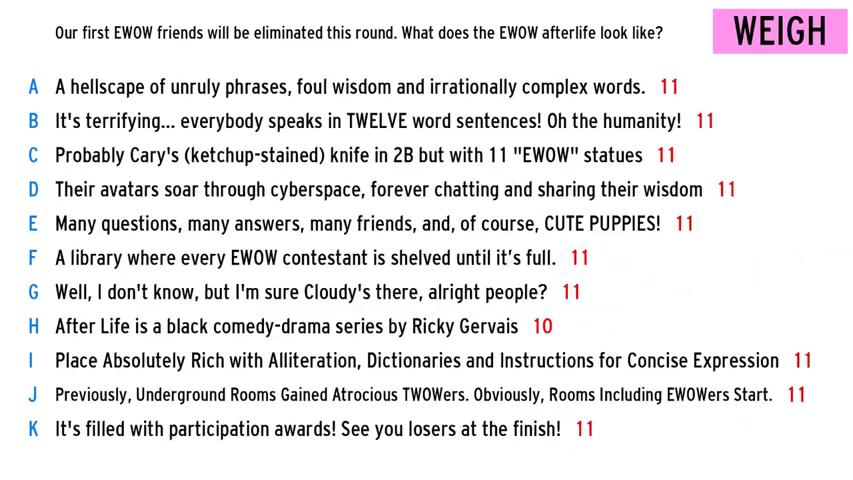 Our first EWOW friends will be eliminated this round. What does the EWOW afterlife look like?
WEIGH
A A hellscape of unruly phrases, foul wisdom and irrationally complex words. 11
B It's terrifying... everybody speaks in TWELVE word sentences! Oh the humanity! 11
C Probably Cary's (ketchup-stained) knife in 2B but with 11 "EWOW" statues 11
D Their avatars soar through cyberspace, forever chatting and sharing their wisdom 11
E Many questions, many answers, many friends, and, of course, CUTE PUPPIES! 11
F A library where every EWOW contestant is shelved until it’s full. 11
G Well, I don't know, but I'm sure Cloudy's there, alright people? 11
H After Life is a black comedy-drama series by Ricky Gervais 10
I Place Absolutely Rich with Alliteration, Dictionaries and Instructions for Concise Expression 11
J Previously, Underground Rooms Gained Atrocious TWOWers. Obviously, Rooms Including EWOWers Start. 11
K It's filled with participation awards! See you losers at the finish! 11